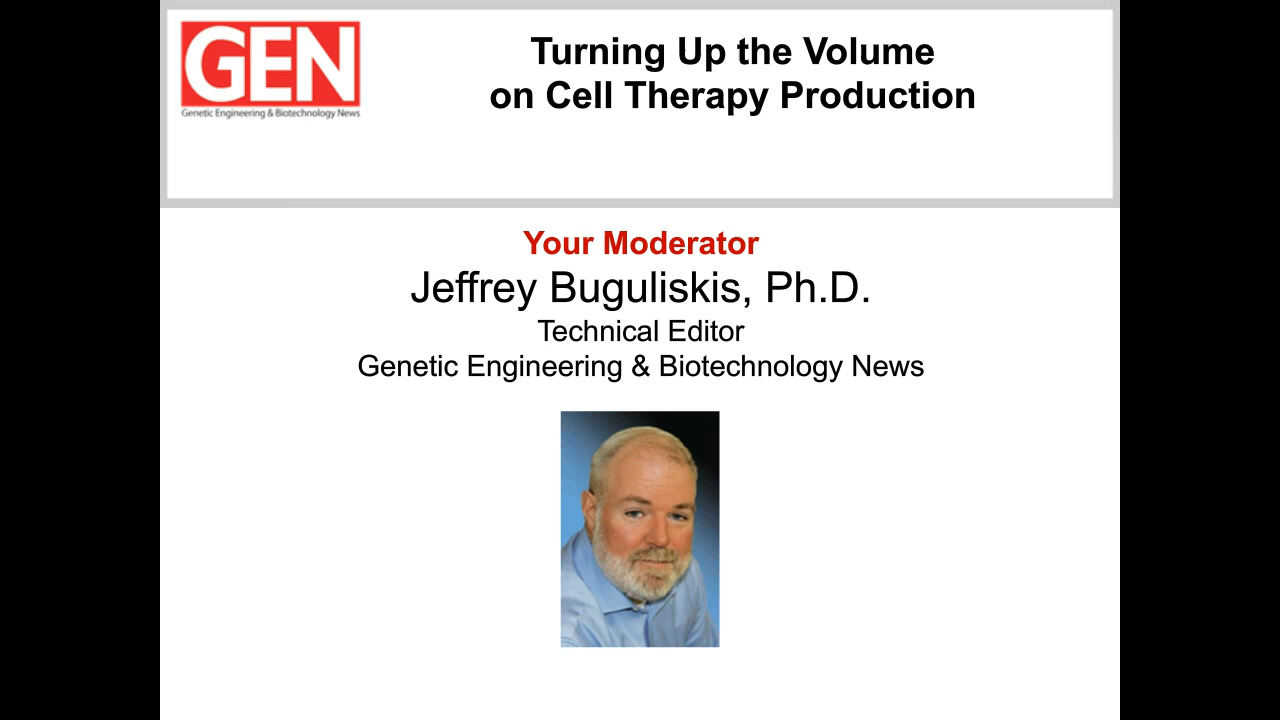 GEN
Genetic Engineering & Biotechnology News
Turning Up the Volume
on Cell Therapy Production
Your Moderator
Jeffrey Buguliskis, Ph.D.
Technical Editor
Genetic Engineering & Biotechnology News